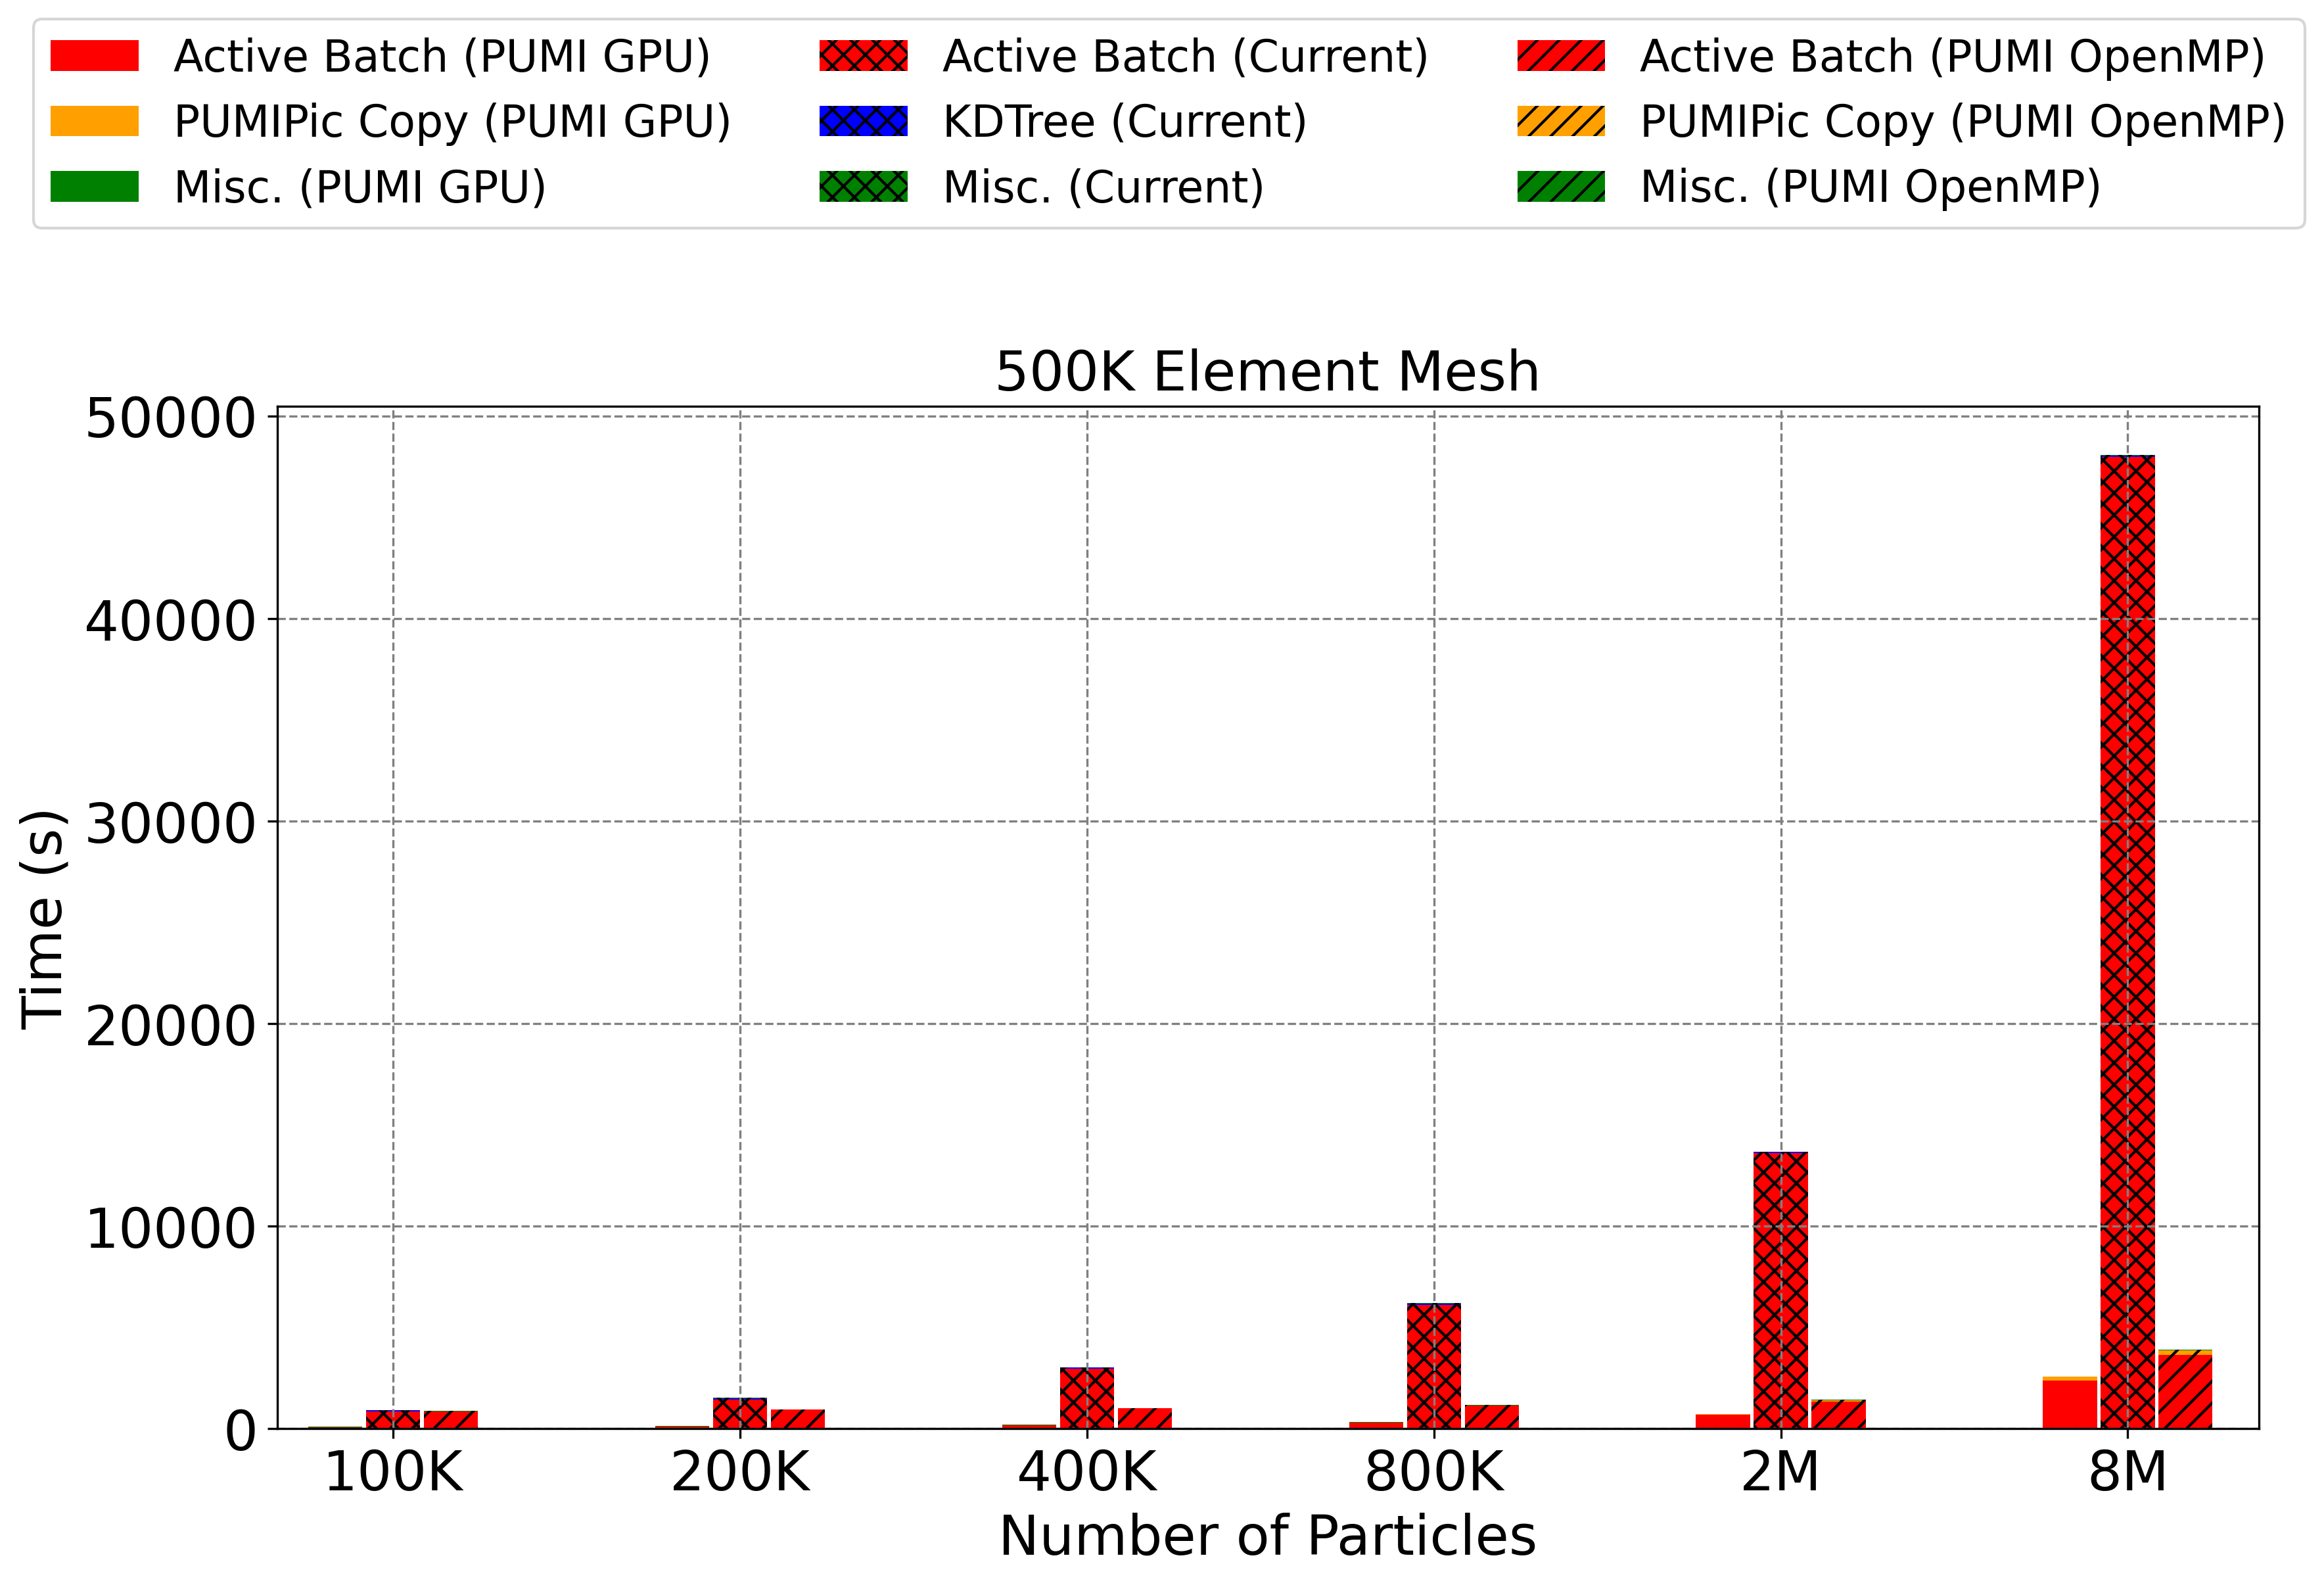 Active Batch (PUMI GPU)
PUMIPic Copy (PUMI GPU)
Misc. (PUMI GPU)
Active Batch (Current)
KDTree (Current)
Misc. (Current)
Active Batch (PUMI OpenMP)
PUMIPic Copy (PUMI OpenMP)
Misc. (PUMI OpenMP)
500K Element Mesh
50000
40000
30000
20000
10000
0
Time (s)
100K 200K 400K 800K 2M 8M
Number of Particles